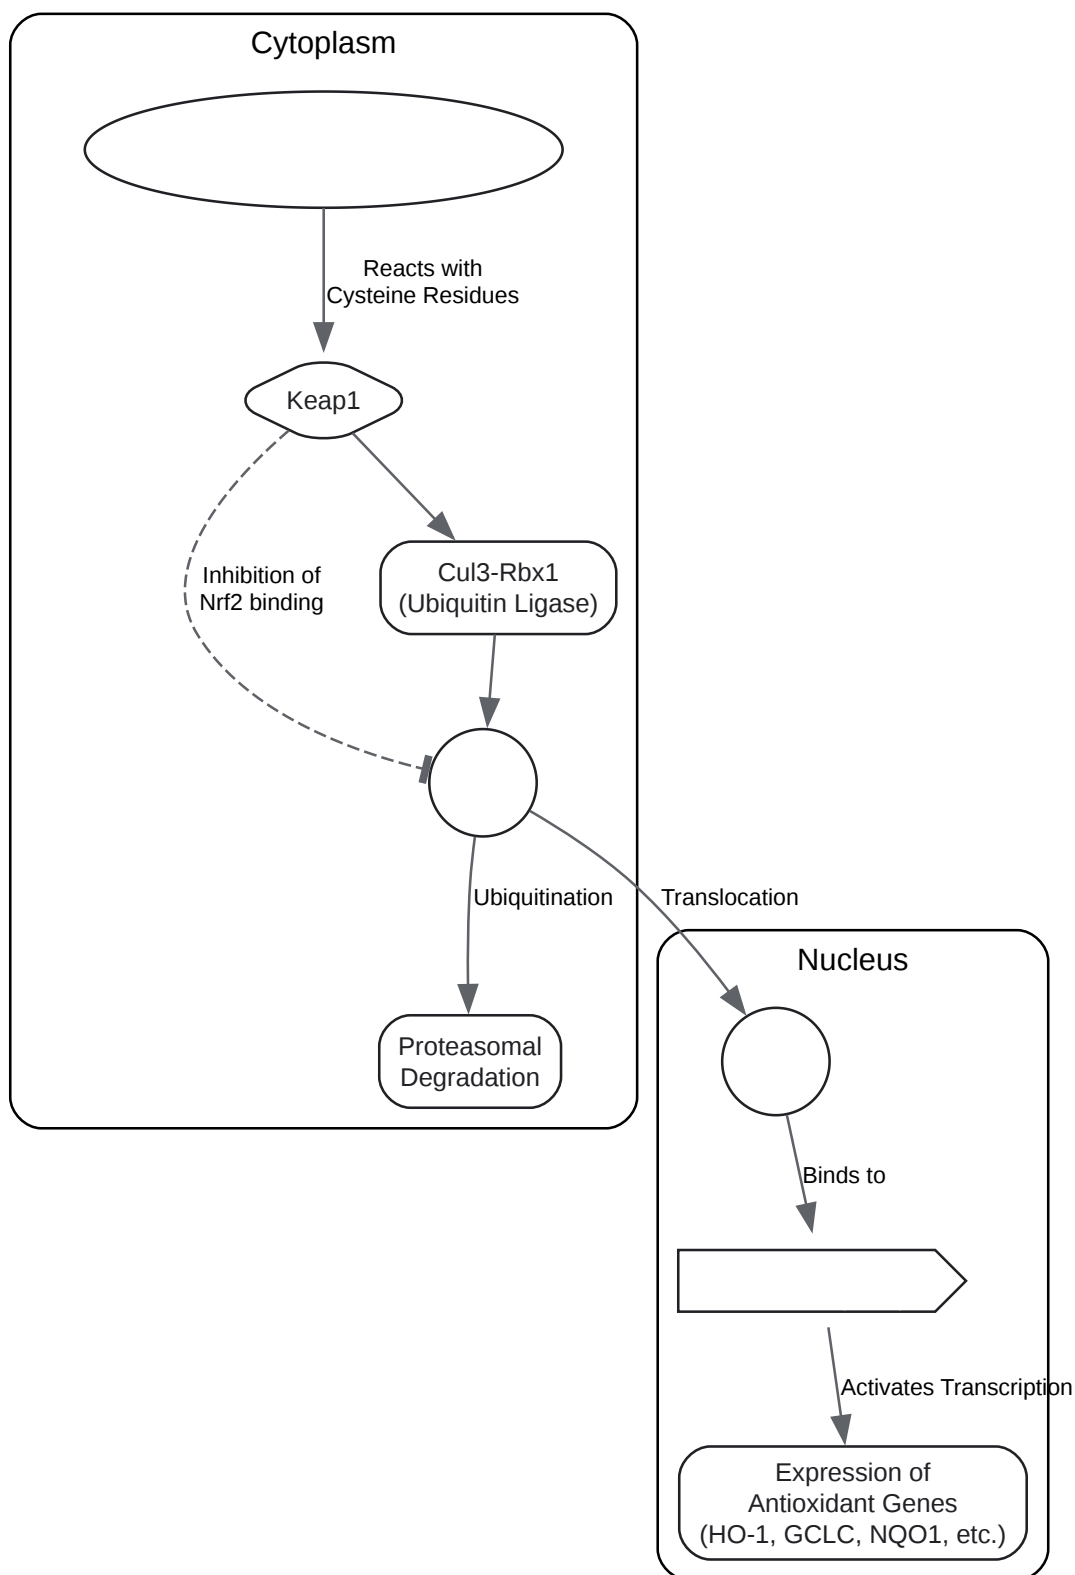 Cytoplasm
Reacts with
Cysteine Residues
Keap1
Inhibition of
Nrf2 binding
Cul3-Rbx1
(Ubiquitin Ligase)
Ubiquitination
Translocation
Nucleus
Proteasomal
Degradation
Binds to
Activates Transcription
Expression of
Antioxidant Genes
(HO-1, GCLC, NQO1, etc.)